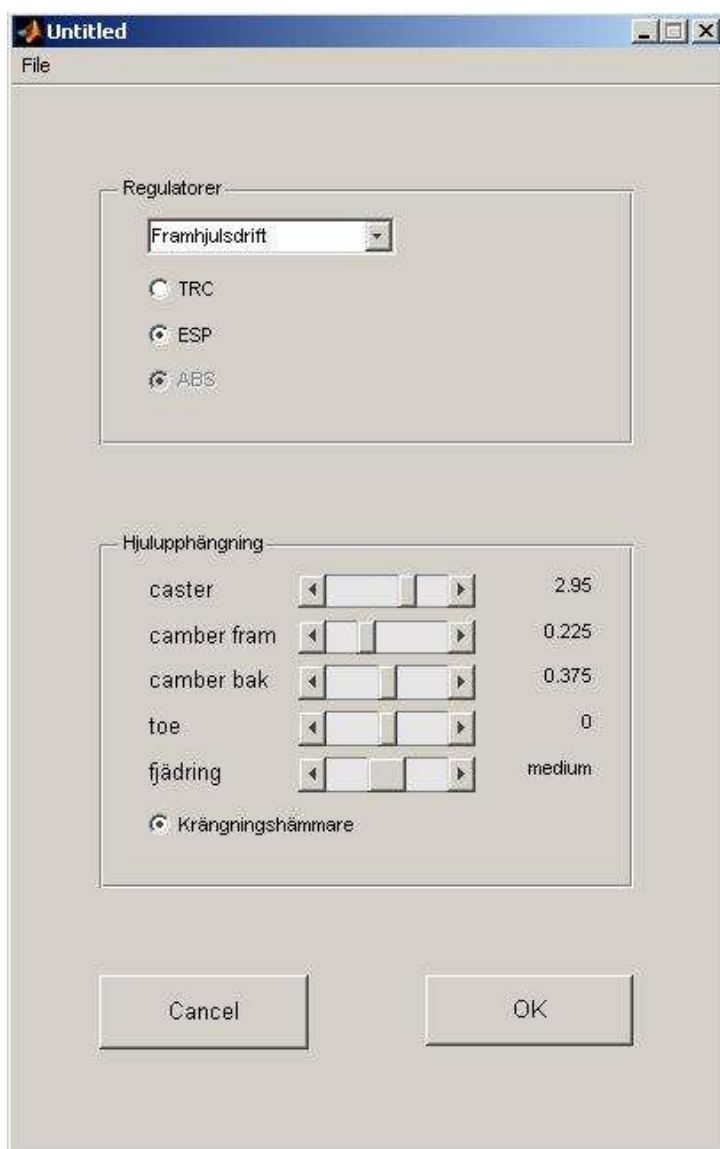 Untitled
File
Regulatorer
Framhjulsdrift
TRC
ESP
ABS
Hjulupphängning
caster 2.95
camber fram 0.225
camber bak 0.375
toe 0
fjädring medium
Krängningshämmare
Cancel OK